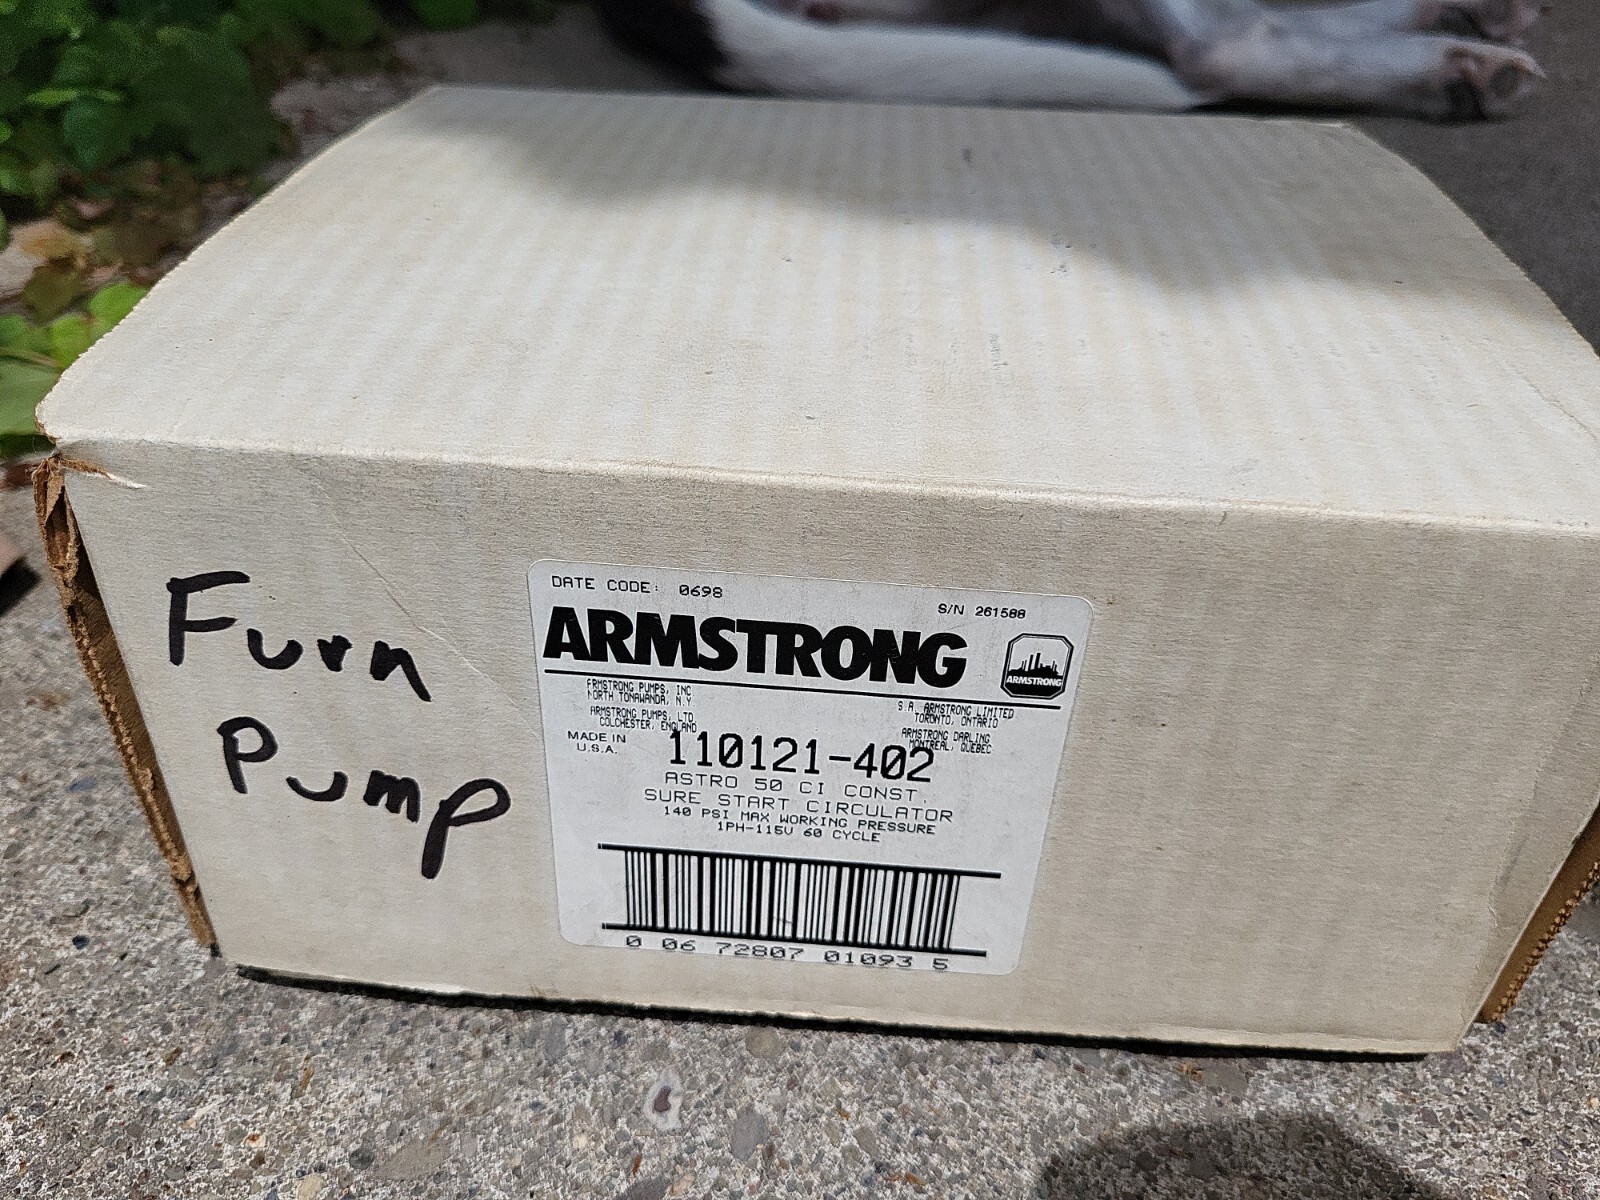 Furn
Pump
DATE CODE: 0698
S/N 261588
ARMSTRONG
ARMSTRONG
FRMSTRONG PUMPS, INC
NORTH TONAWANDA, N.Y
ARMSTRONG PUMPS, LTD.
COLCHESTER, ENGLAND
S.A. ARMSTRONG LIMITED
TORONTO, ONTARIO
ARMSTRONG DARLING
MONTREAL, QUEBEC
MADE IN
U.S.A.
110121-402
ASTRO 50 CI CONST.
SURE START CIRCULATOR
140 PSI MAX WORKING PRESSURE
1PH-115V 60 CYCLE
0 06 72807 01093 5